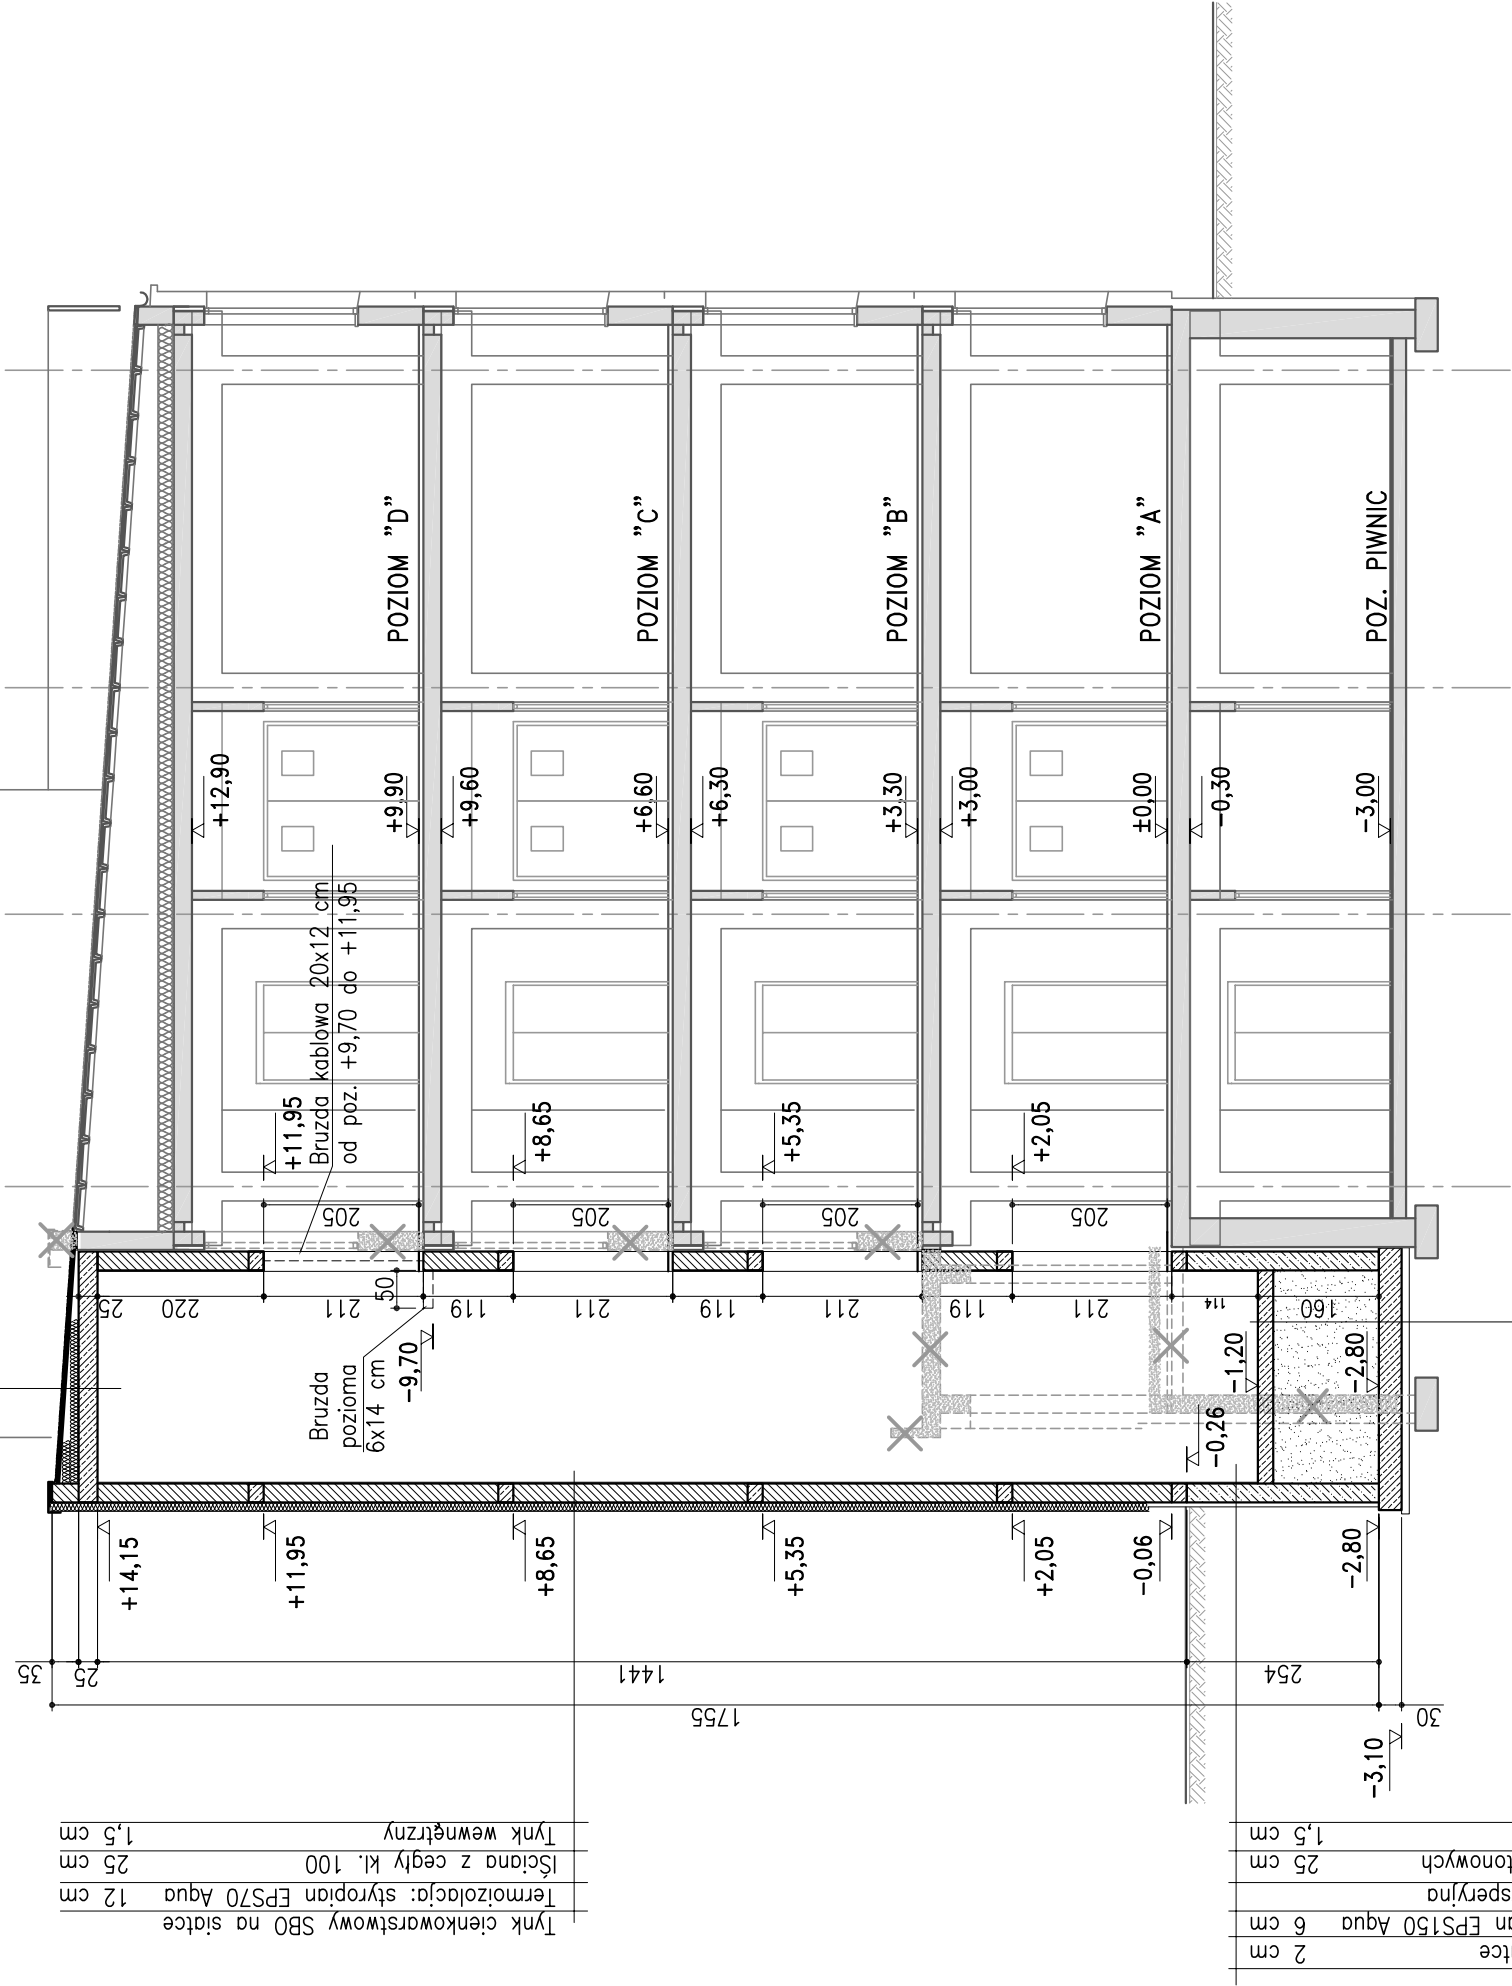 POZIOM "D"
POZIOM "C"
POZIOM "B"
POZIOM "A"
POZ. PIWNIC
+12,90
+9,90
+9,60
+6,60
+6,30
+3,30
+3,00
±0,00
-0,30
-3,00
Bruzda kablowa 20x12 cm
od poz. +9,70 do +11,95
+11,95
+8,65
+5,35
+2,05
205
205
205
205
25
220
211
50
119
211
119
211
119
211
114
160
Bruzda
pozioma
6x14 cm
-9,70
-1,20
-2,80
-0,26
+14,15
+11,95
+8,65
+5,35
+2,05
-0,06
-2,80
35
25
1441
254
1755
30
-3,10
Tynk cienkowarstwowy SBO na siatce
Termoizolacja: styropian EPS70 Aqua 12 cm
Ściana z cegły kl. 100 25 cm
Tynk wewnętrzny 1,5 cm
2 cm
EPS150 Aqua 6 cm
25 cm
1,5 cm